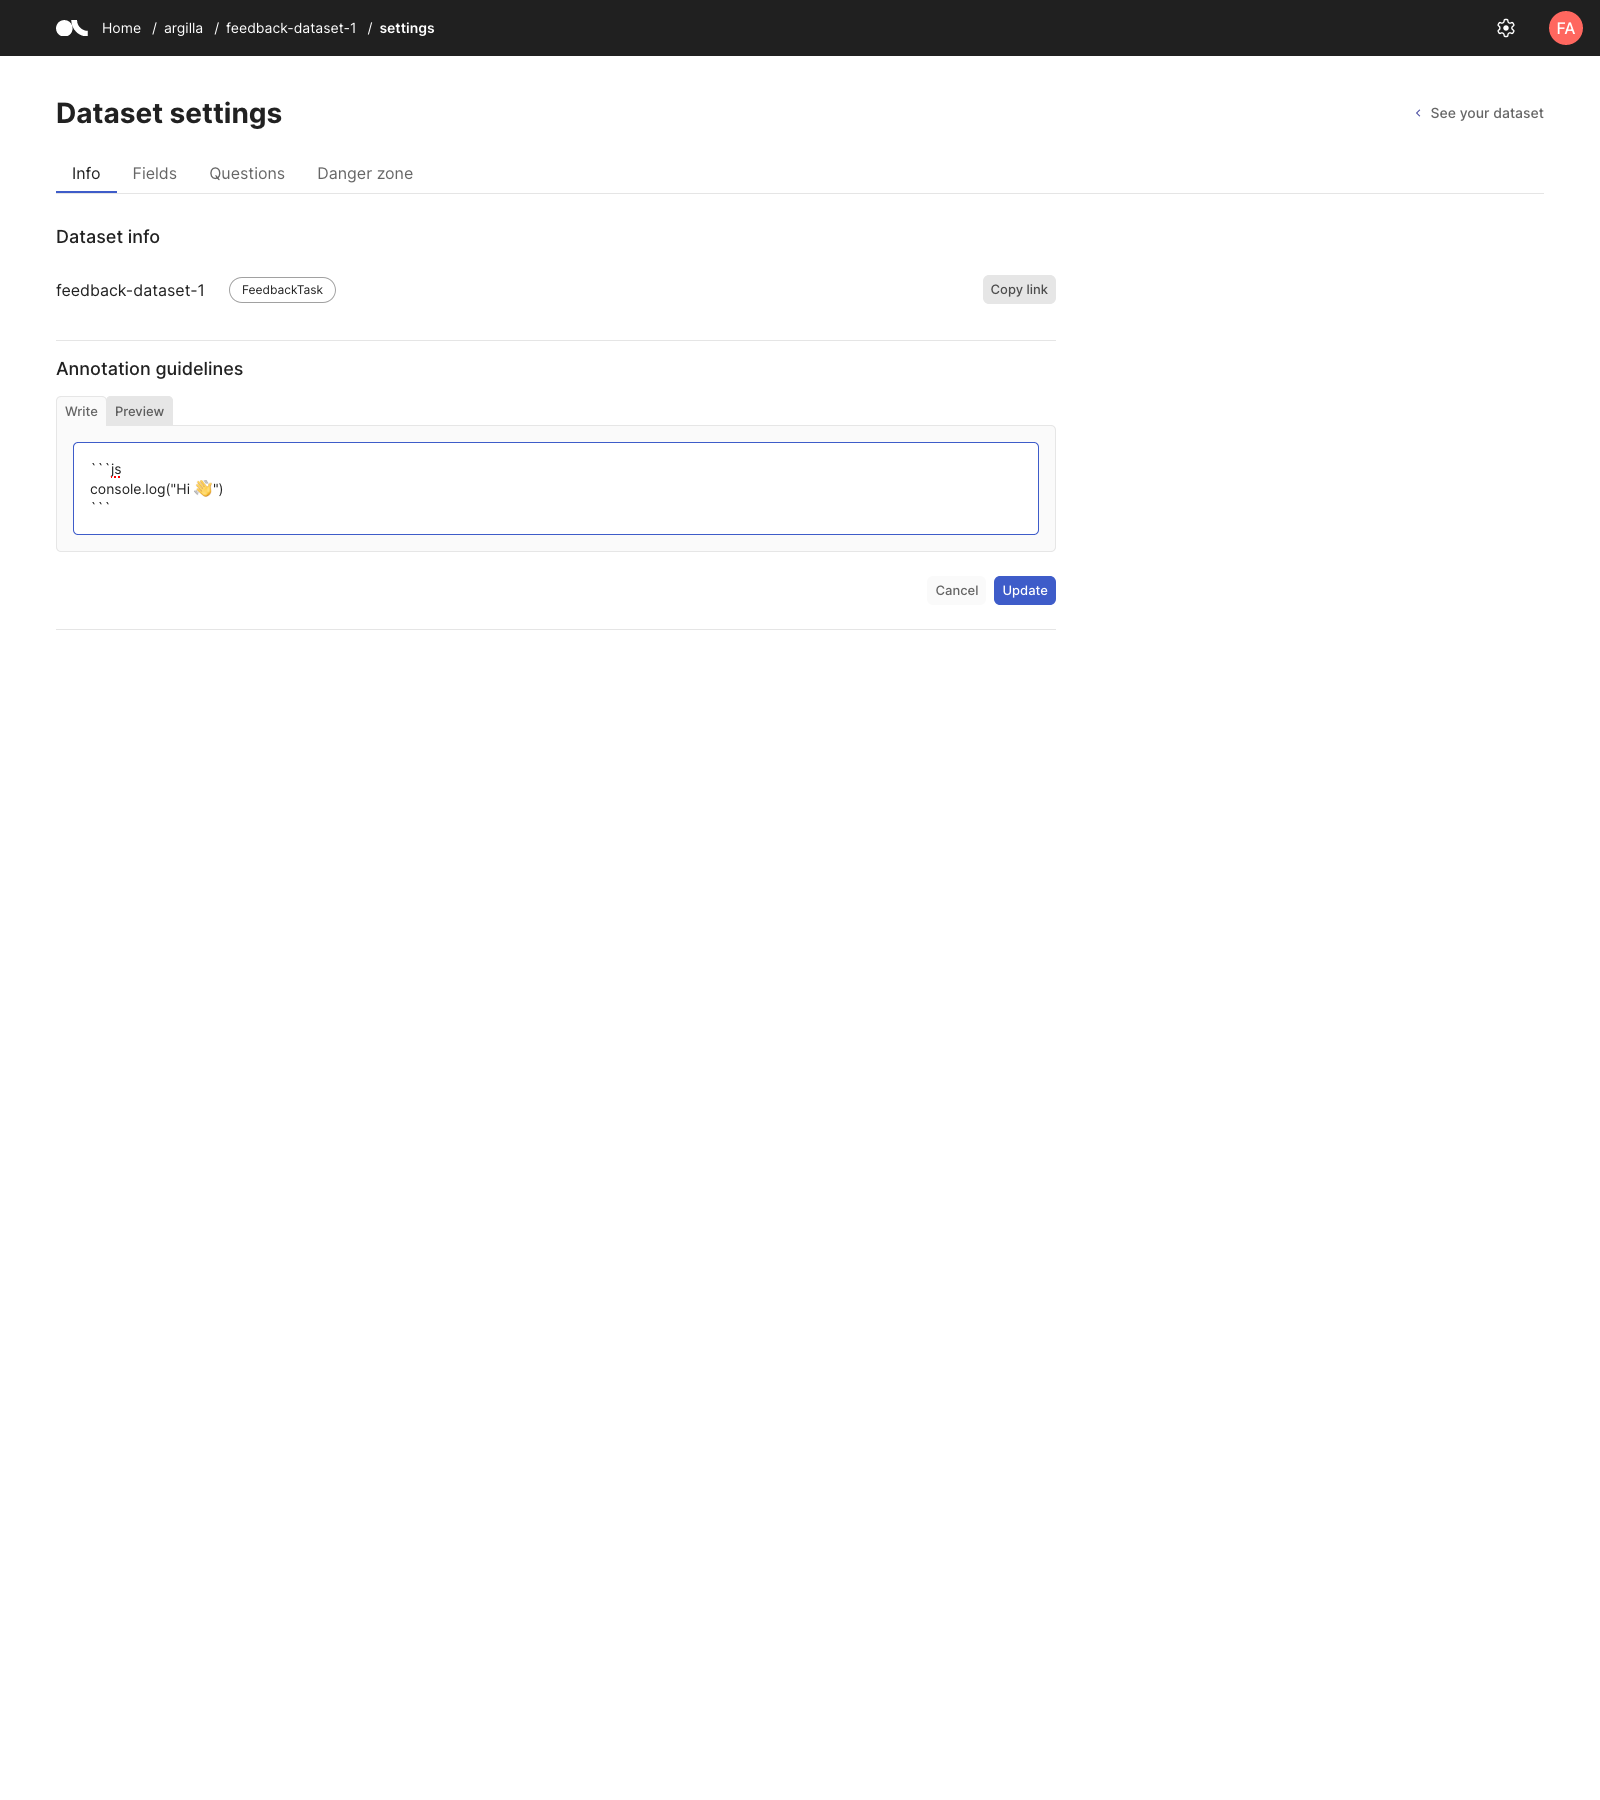 Home / argilla / feedback-dataset-1 / settings
FA
Dataset settings
See your dataset
Info Fields Questions Danger zone
Dataset info
feedback-dataset-1 FeedbackTask Copy link
Annotation guidelines
Write Preview
```js
console.log("Hi 👋")
```
Cancel Update